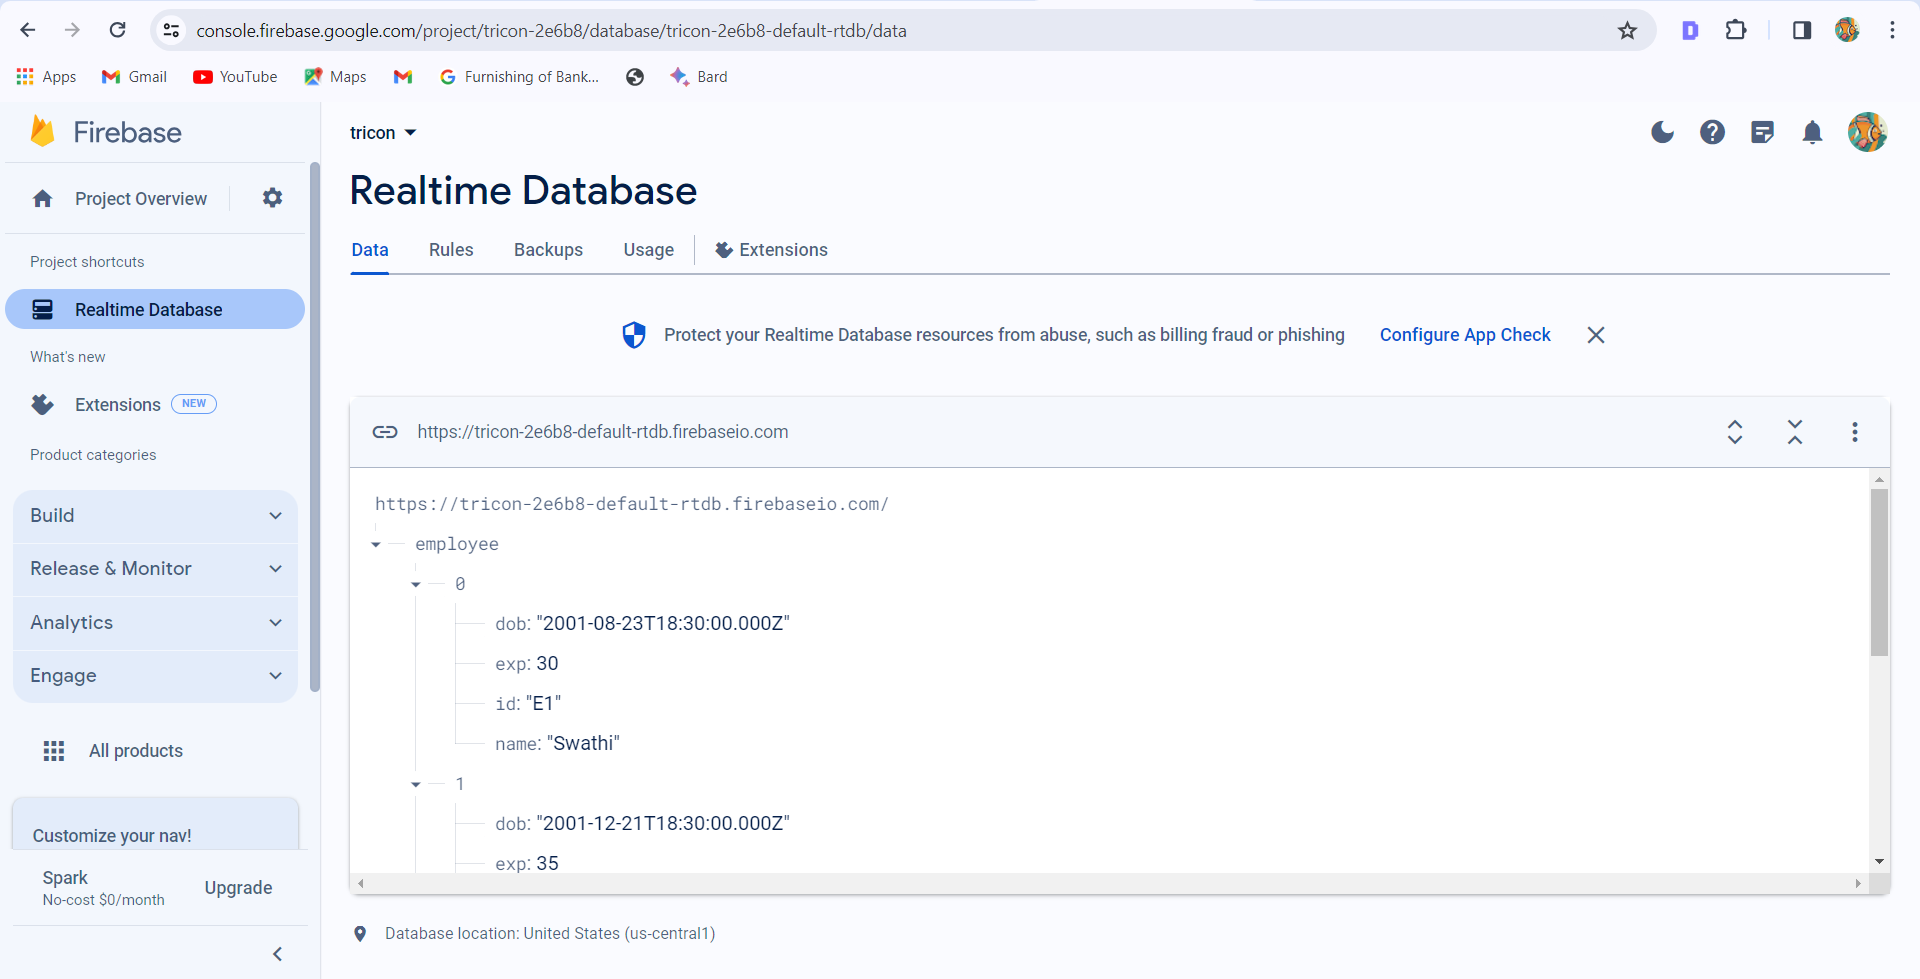 console.firebase.google.com/project/tricon-2e6b8/database/tricon-2e6b8-default-rtdb/data
Apps Gmail YouTube Maps Furnishing of Bank... Bard
Firebase
tricon
Project Overview
Realtime Database
Data Rules Backups Usage Extensions
Project shortcuts
Realtime Database
Protect your Realtime Database resources from abuse, such as billing fraud or phishing Configure App Check
What's new
Extensions NEW
Product categories
Build
Release & Monitor
Analytics
Engage
All products
Customize your nav!
Spark
No-cost $0/month
Upgrade
https://tricon-2e6b8-default-rtdb.firebaseio.com
https://tricon-2e6b8-default-rtdb.firebaseio.com/
employee
0
dob: "2001-08-23T18:30:00.000Z"
exp: 30
id: "E1"
name: "Swathi"
1
dob: "2001-12-21T18:30:00.000Z"
exp: 35
Database location: United States (us-central1)